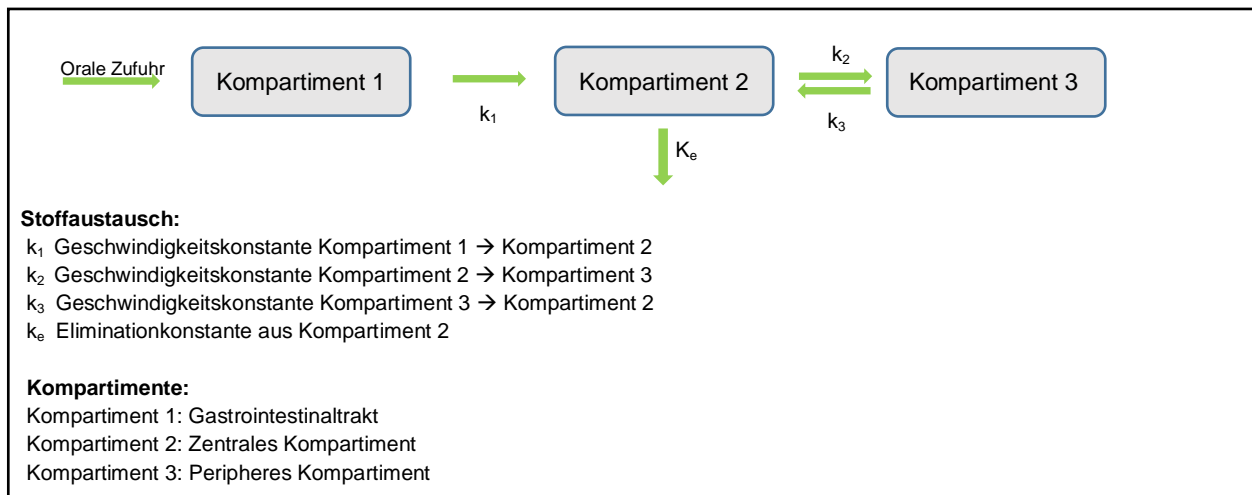 Orale Zufuhr
Kompartiment 1
k₁
Kompartiment 2
k₂
k₃
Kompartiment 3
Kₑ
Stoffaustausch:
k₁ Geschwindigkeitskonstante Kompartiment 1 → Kompartiment 2
k₂ Geschwindigkeitskonstante Kompartiment 2 → Kompartiment 3
k₃ Geschwindigkeitskonstante Kompartiment 3 → Kompartiment 2
kₑ Eliminationkonstante aus Kompartiment 2
Kompartimente:
Kompartiment 1: Gastrointestinaltrakt
Kompartiment 2: Zentrales Kompartiment
Kompartiment 3: Peripheres Kompartiment